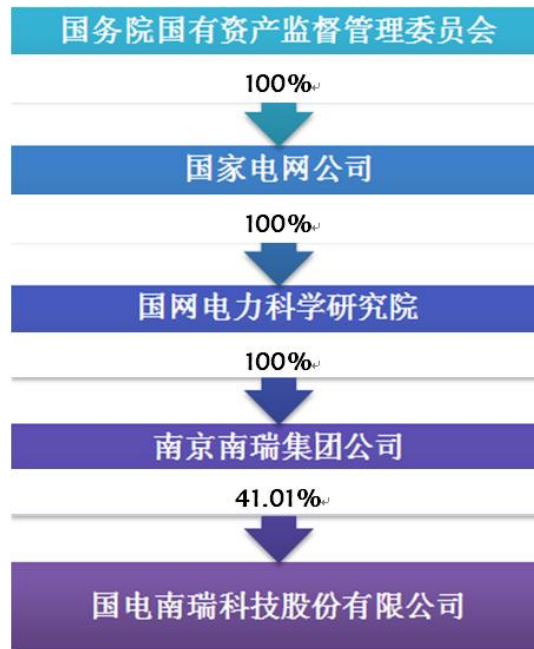 国务院国有资产监督管理委员会
100%
国家电网公司
100%
国网电力科学研究院
100%
南京南瑞集团公司
41.01%
国电南瑞科技股份有限公司